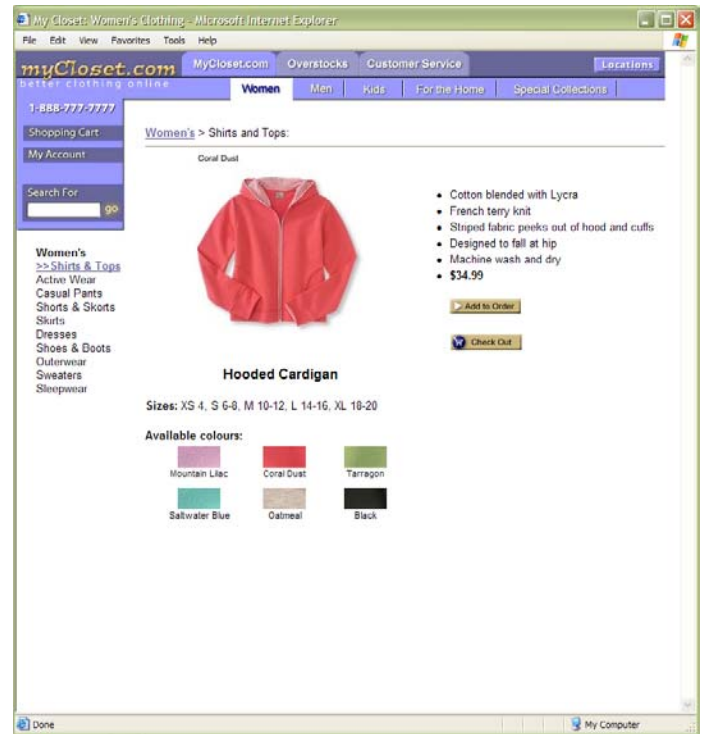 My Closet: Women's Clothing - Microsoft Internet Explorer
File Edit View Favorites Tools Help
myCloset.com MyCloset.com Overstocks Customer Service Locations
better clothing online
Women Men Kids For the Home Special Collections
1-888-777-7777
Shopping Cart
My Account
Search For
go
Women's > Shirts and Tops:
Coral Dust
• Cotton blended with Lycra
• French terry knit
• Striped fabric peeks out of hood and cuffs
• Designed to fall at hip
• Machine wash and dry
• $34.99
Add to Order
Check Out
Women's
>>Shirts & Tops
Active Wear
Casual Pants
Shorts & Skorts
Skirts
Dresses
Shoes & Boots
Outerwear
Sweaters
Sleepwear
Hooded Cardigan
Sizes: XS 4, S 6-8, M 10-12, L 14-16, XL 18-20
Available colours:
Mountain Lilac Coral Dust Tarragon
Saltwater Blue Oatmeal Black
Done My Computer